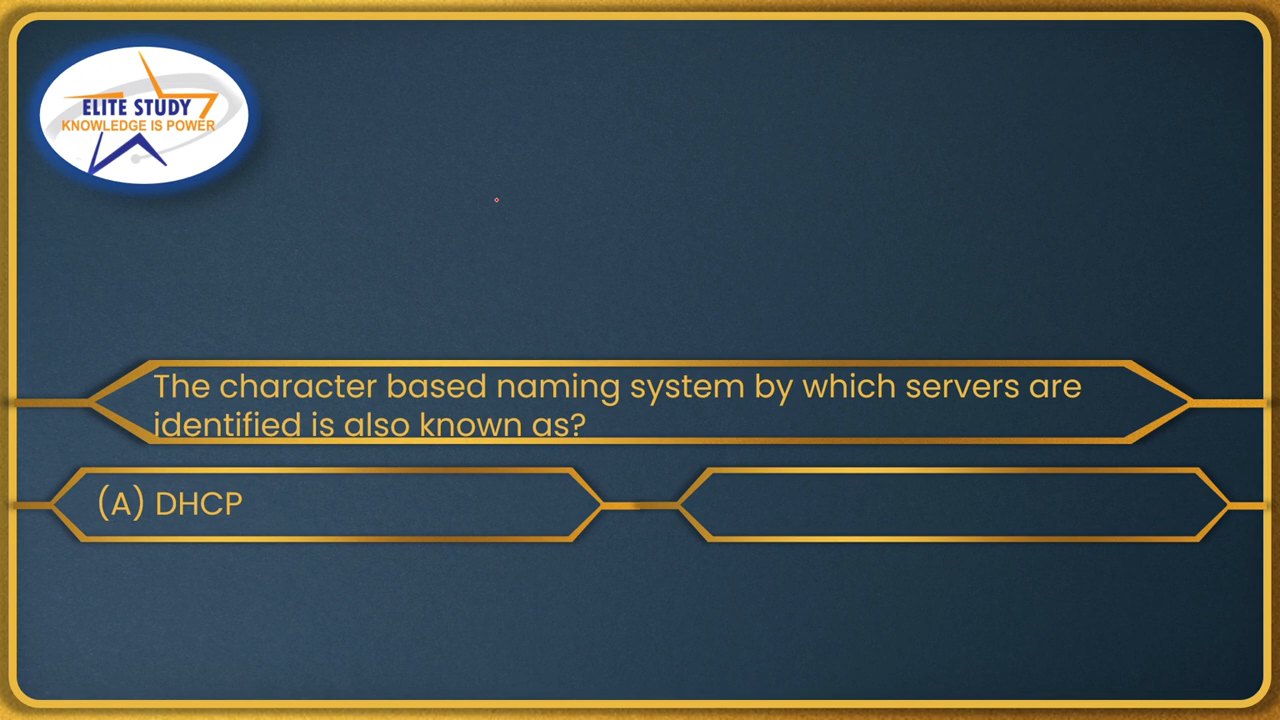 ELITE STUDY
KNOWLEDGE IS POWER
The character based naming system by which servers are
identified is also known as?
(A) DHCP